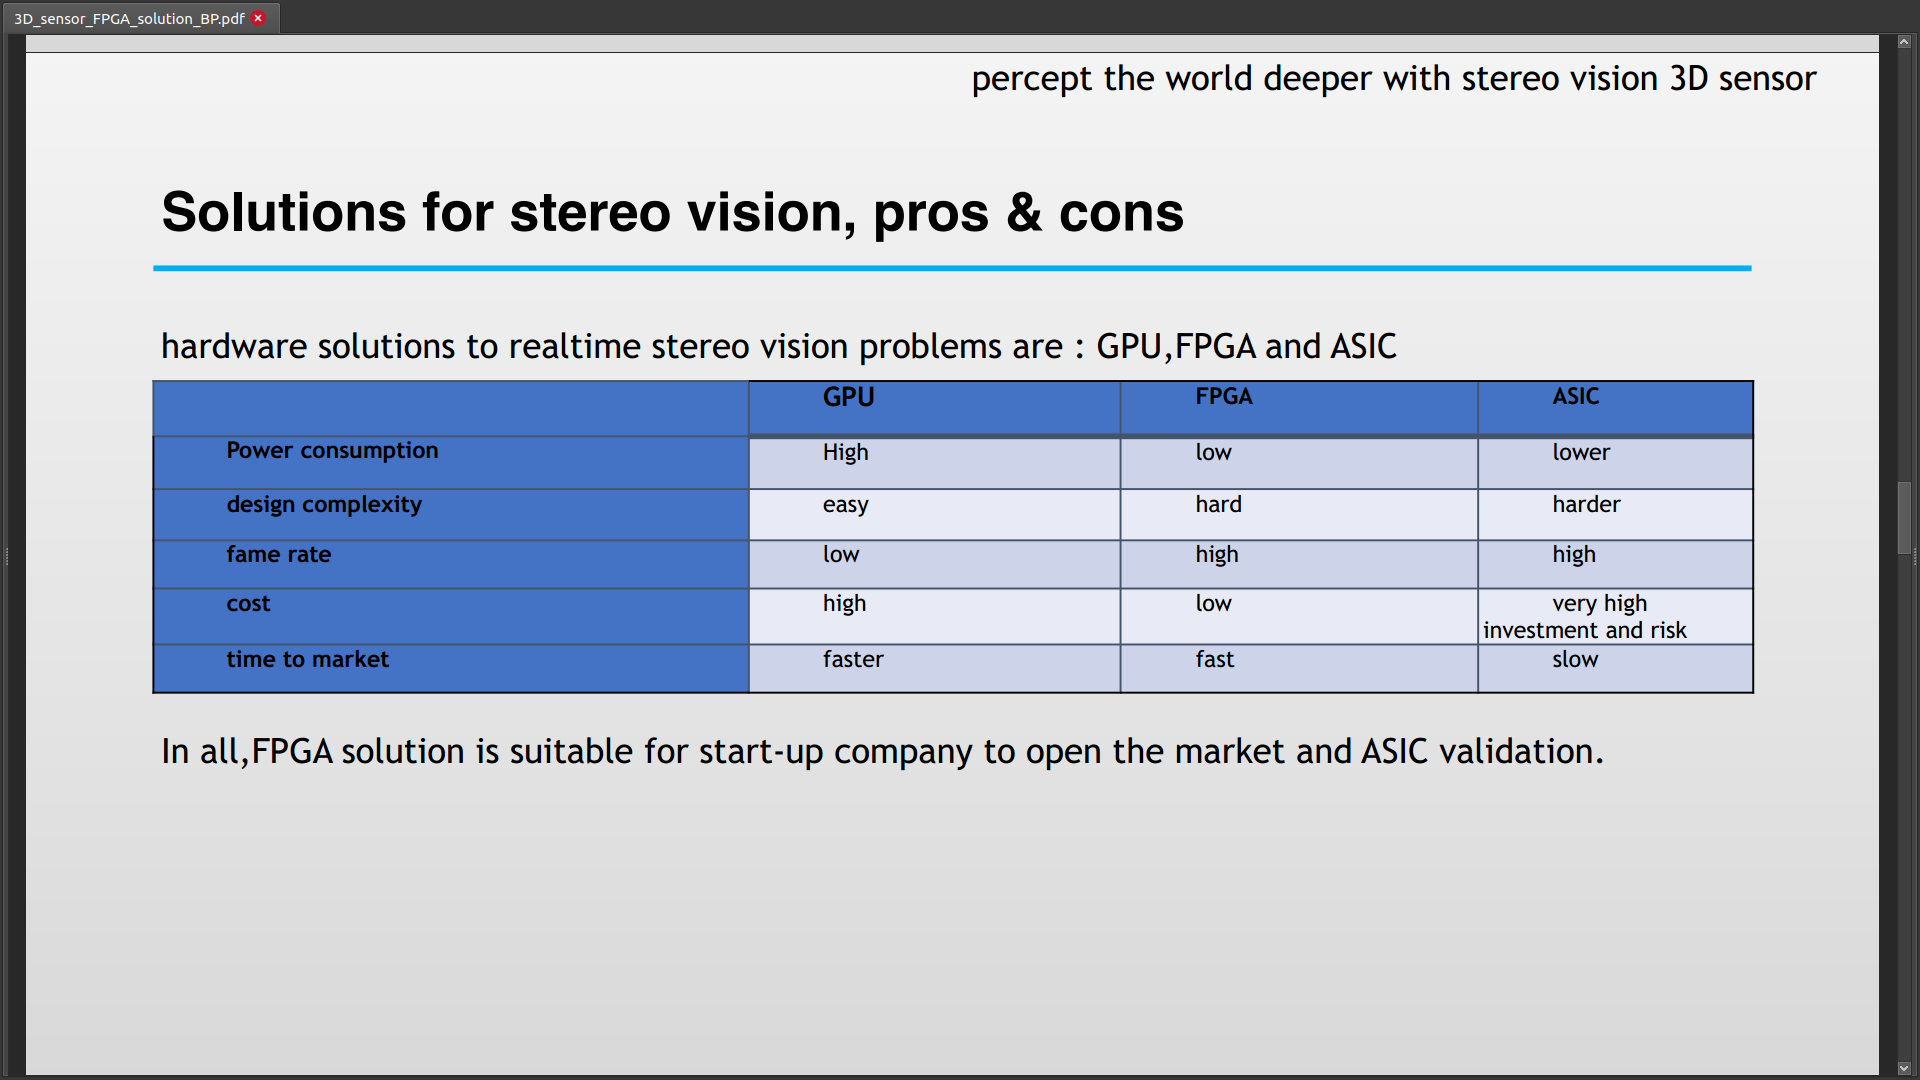 3D_sensor_FPGA_solution_BP.pdf
percept the world deeper with stereo vision 3D sensor
Solutions for stereo vision, pros & cons
hardware solutions to realtime stereo vision problems are : GPU,FPGA and ASIC
GPU FPGA ASIC
Power consumption High low lower
design complexity easy hard harder
fame rate low high high
cost high low very high
investment and risk
time to market faster fast slow
In all,FPGA solution is suitable for start-up company to open the market and ASIC validation.